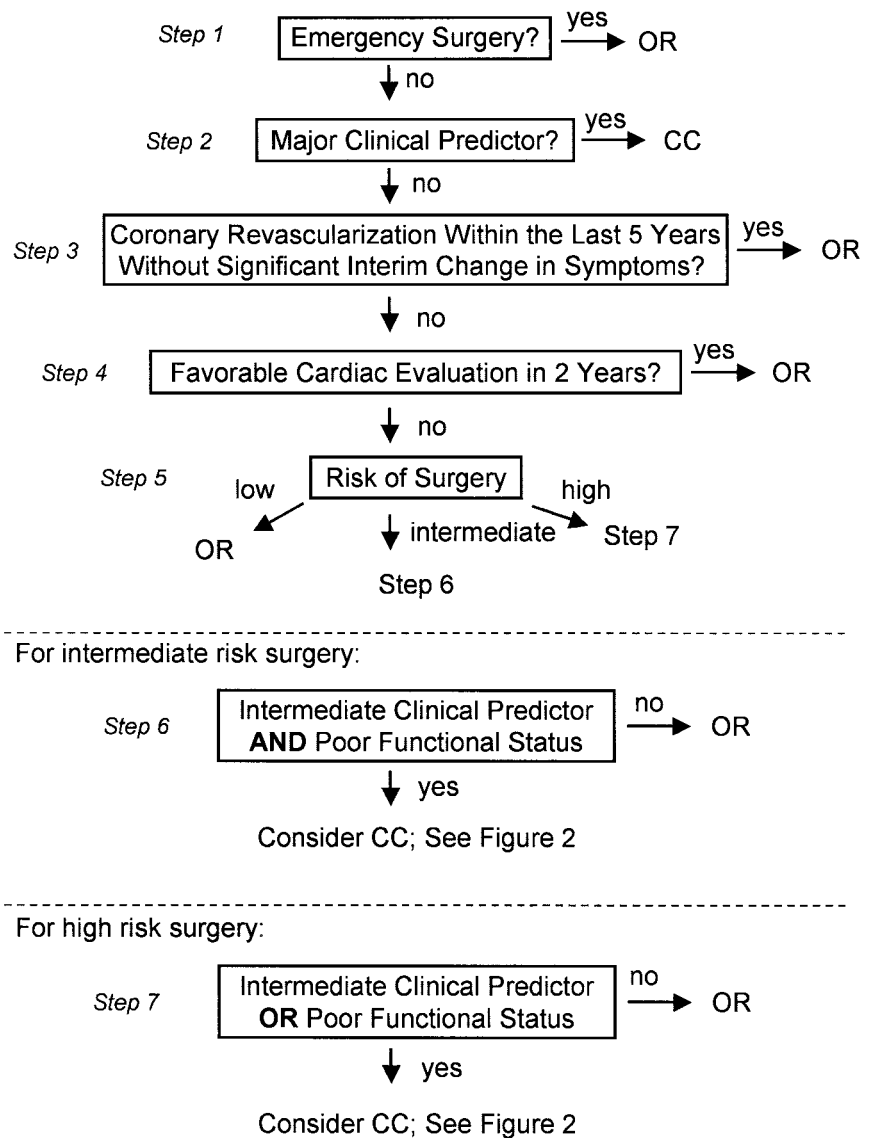 Step 1
Emergency Surgery?
yes
OR
no
Step 2
Major Clinical Predictor?
yes
CC
no
Step 3
Coronary Revascularization Within the Last 5 Years
Without Significant Interim Change in Symptoms?
yes
OR
no
Step 4
Favorable Cardiac Evaluation in 2 Years?
yes
OR
no
Step 5
Risk of Surgery
low
high
OR
intermediate
Step 7
Step 6
For intermediate risk surgery:
Step 6
Intermediate Clinical Predictor
AND Poor Functional Status
no
OR
yes
Consider CC; See Figure 2
For high risk surgery:
Step 7
Intermediate Clinical Predictor
OR Poor Functional Status
no
OR
yes
Consider CC; See Figure 2